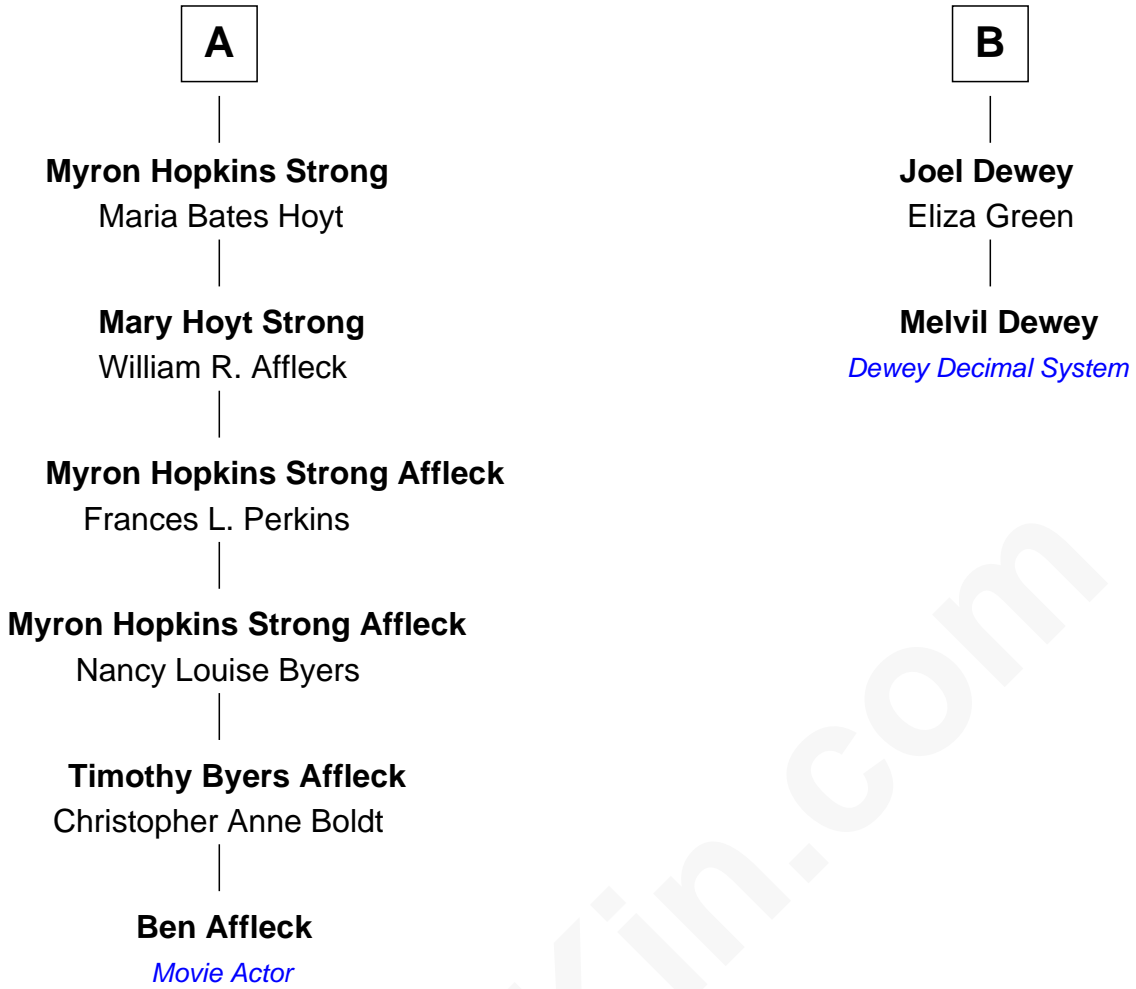 A
Myron Hopkins Strong
Maria Bates Hoyt
Mary Hoyt Strong
William R. Affleck
Myron Hopkins Strong Affleck
Frances L. Perkins
Myron Hopkins Strong Affleck
Nancy Louise Byers
Timothy Byers Affleck
Christopher Anne Boldt
Ben Affleck
Movie Actor
B
Joel Dewey
Eliza Green
Melvil Dewey
Dewey Decimal System